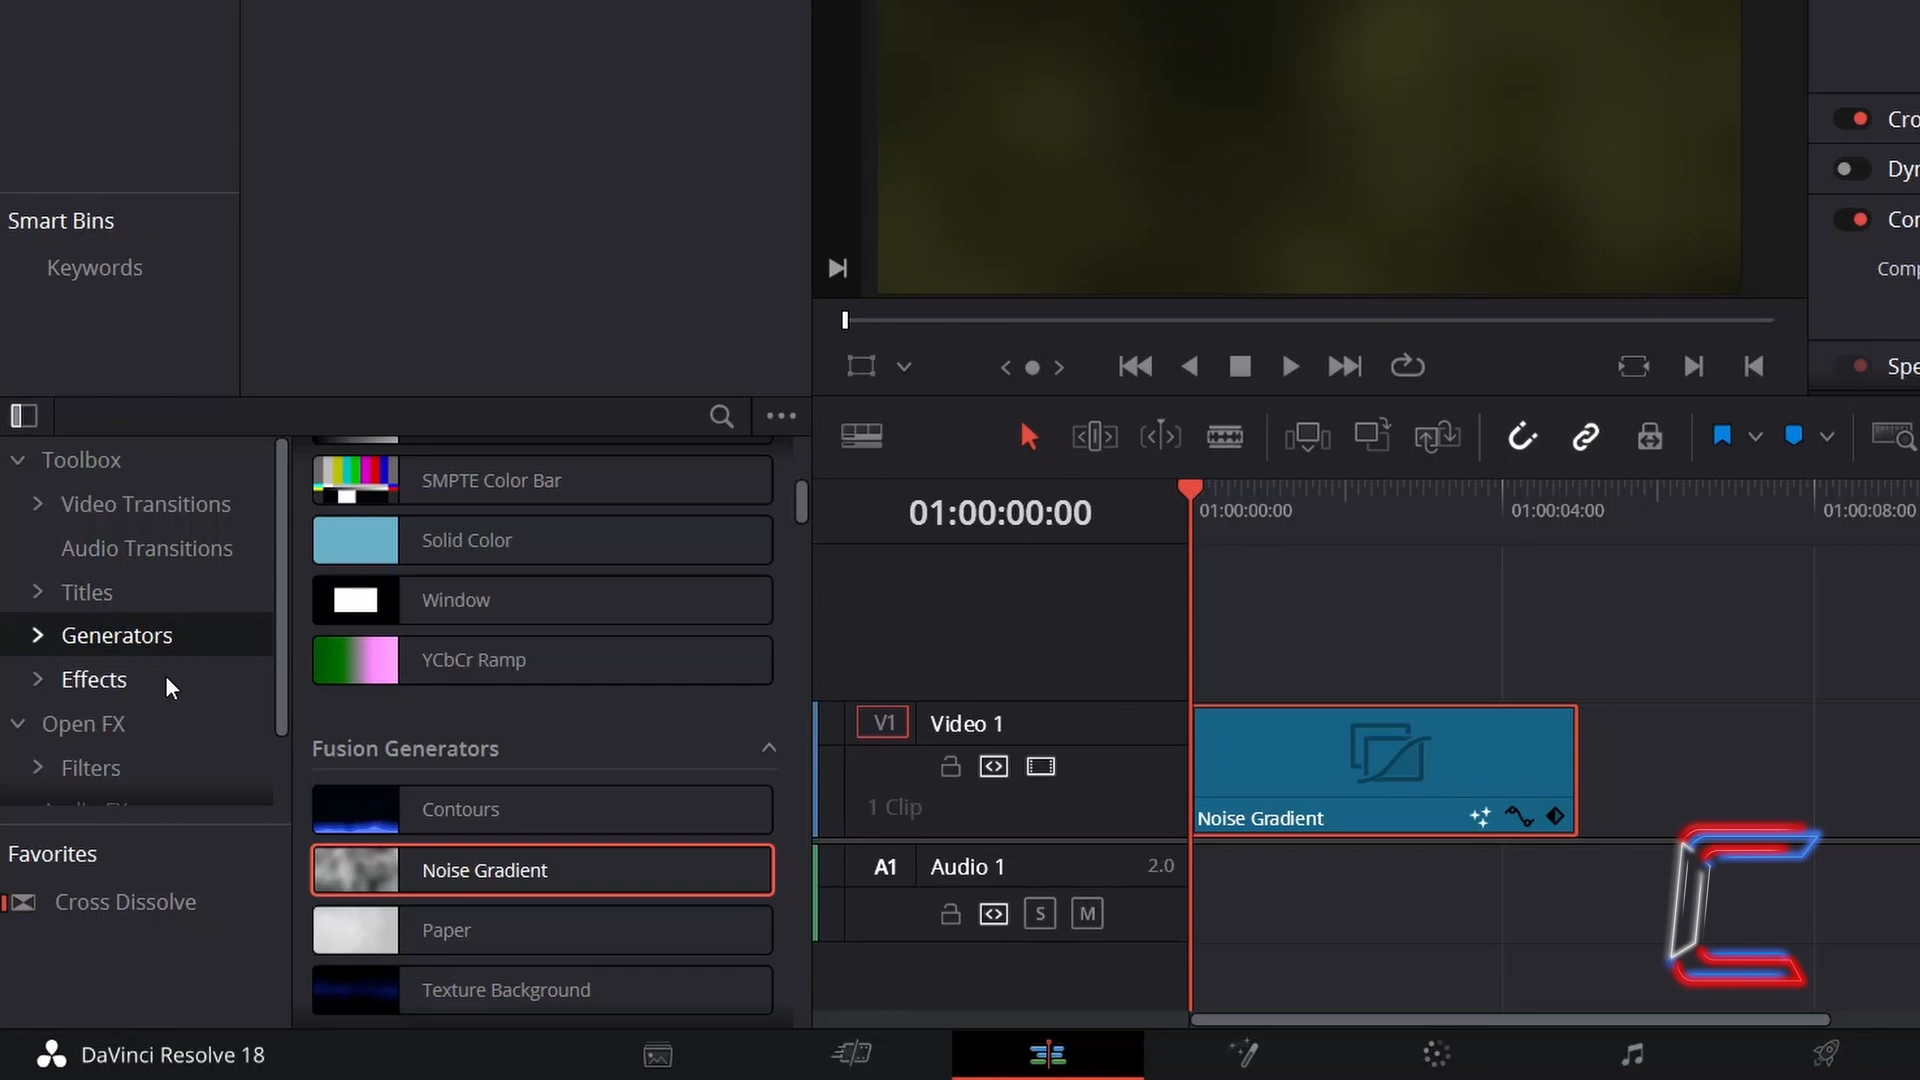 Smart Bins
Keywords
Toolbox
Video Transitions
Audio Transitions
Titles
Generators
Effects
Open FX
Filters
Favorites
Cross Dissolve
SMPTE Color Bar
Solid Color
Window
YCbCr Ramp
Fusion Generators
Contours
Noise Gradient
Paper
Texture Background
Cro
Dyn
Com
Spe
01:00:00:00
01:00:00:00
01:00:04:00
01:00:08:00
V1
Video 1
1 Clip
Noise Gradient
A1
Audio 1
2.0
S
M
DaVinci Resolve 18